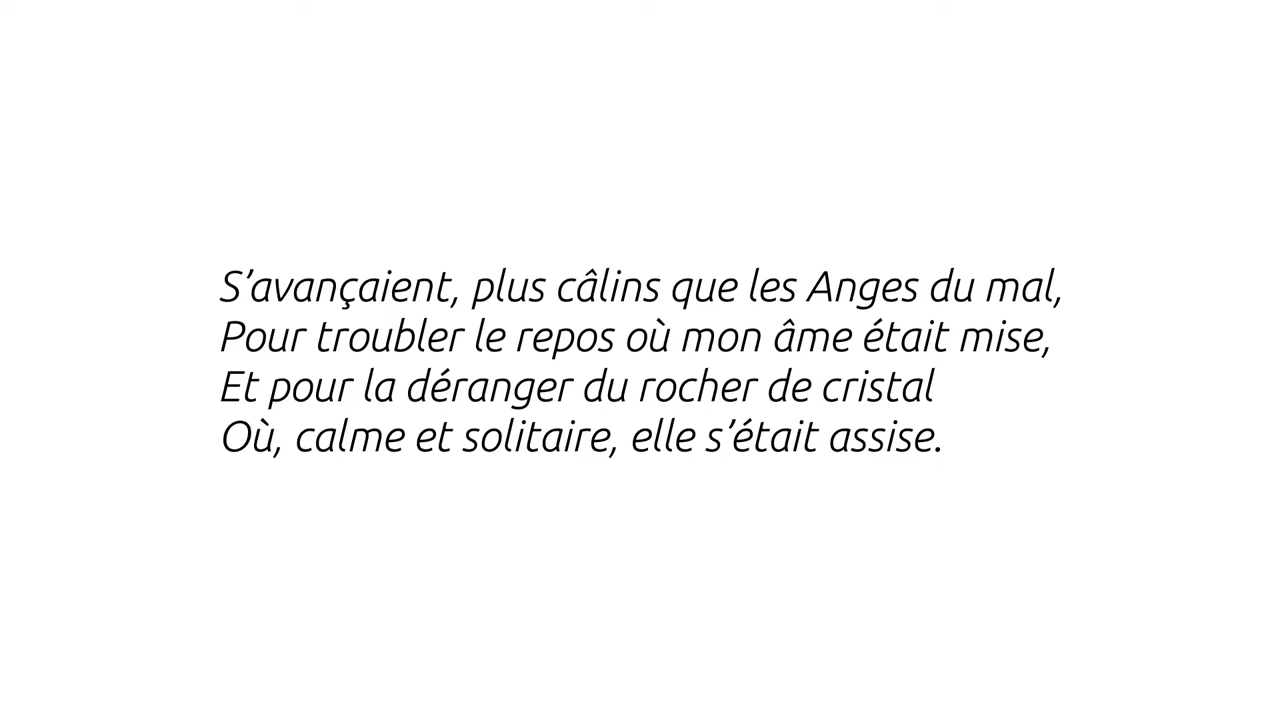 S’avançaient, plus câlins que les Anges du mal,
Pour troubler le repos où mon âme était mise,
Et pour la déranger du rocher de cristal
Où, calme et solitaire, elle s’était assise.